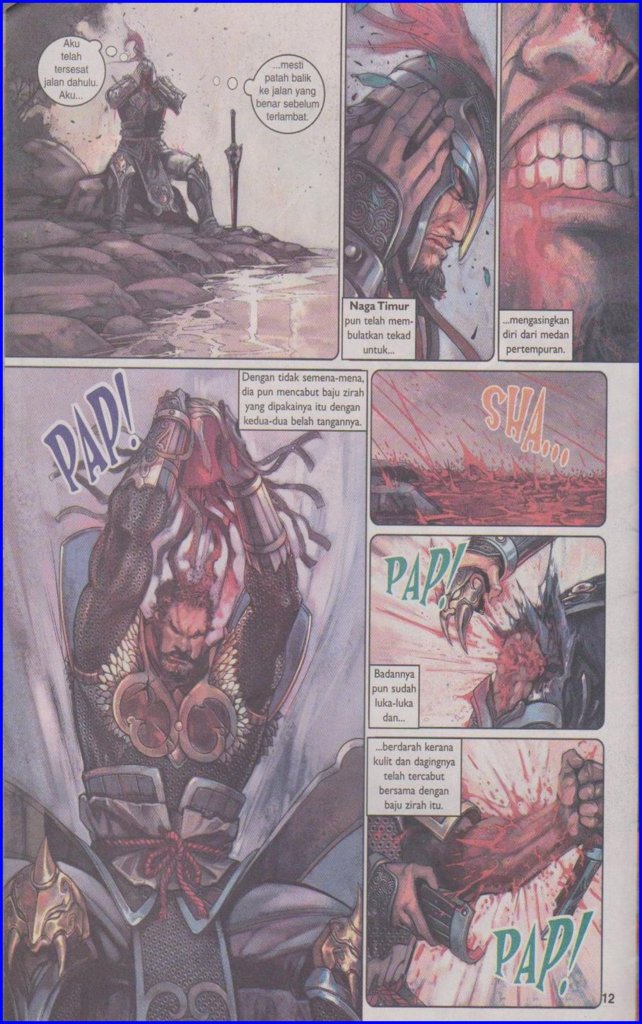 Aku
telah
tersesat
jalan dahulu.
Aku...
...mesti
patah balik
ke jalan yang
benar sebelum
terlambat.
Naga Timur
pun telah mem-
bulatkan tekad
untuk...
...mengasingkan
diri dari medan
pertempuran.
PAP!
Dengan tidak semena-mena,
dia pun mencabut baju zirah
yang dipakainya itu dengan
kedua-dua belah tangannya.
SHA...
PAP!
Badannya
pun sudah
luka-luka
dan...
...berdarah kerana
kulit dan dagingnya
telah tercabut
bersama dengan
baju zirah itu.
PAP!
12